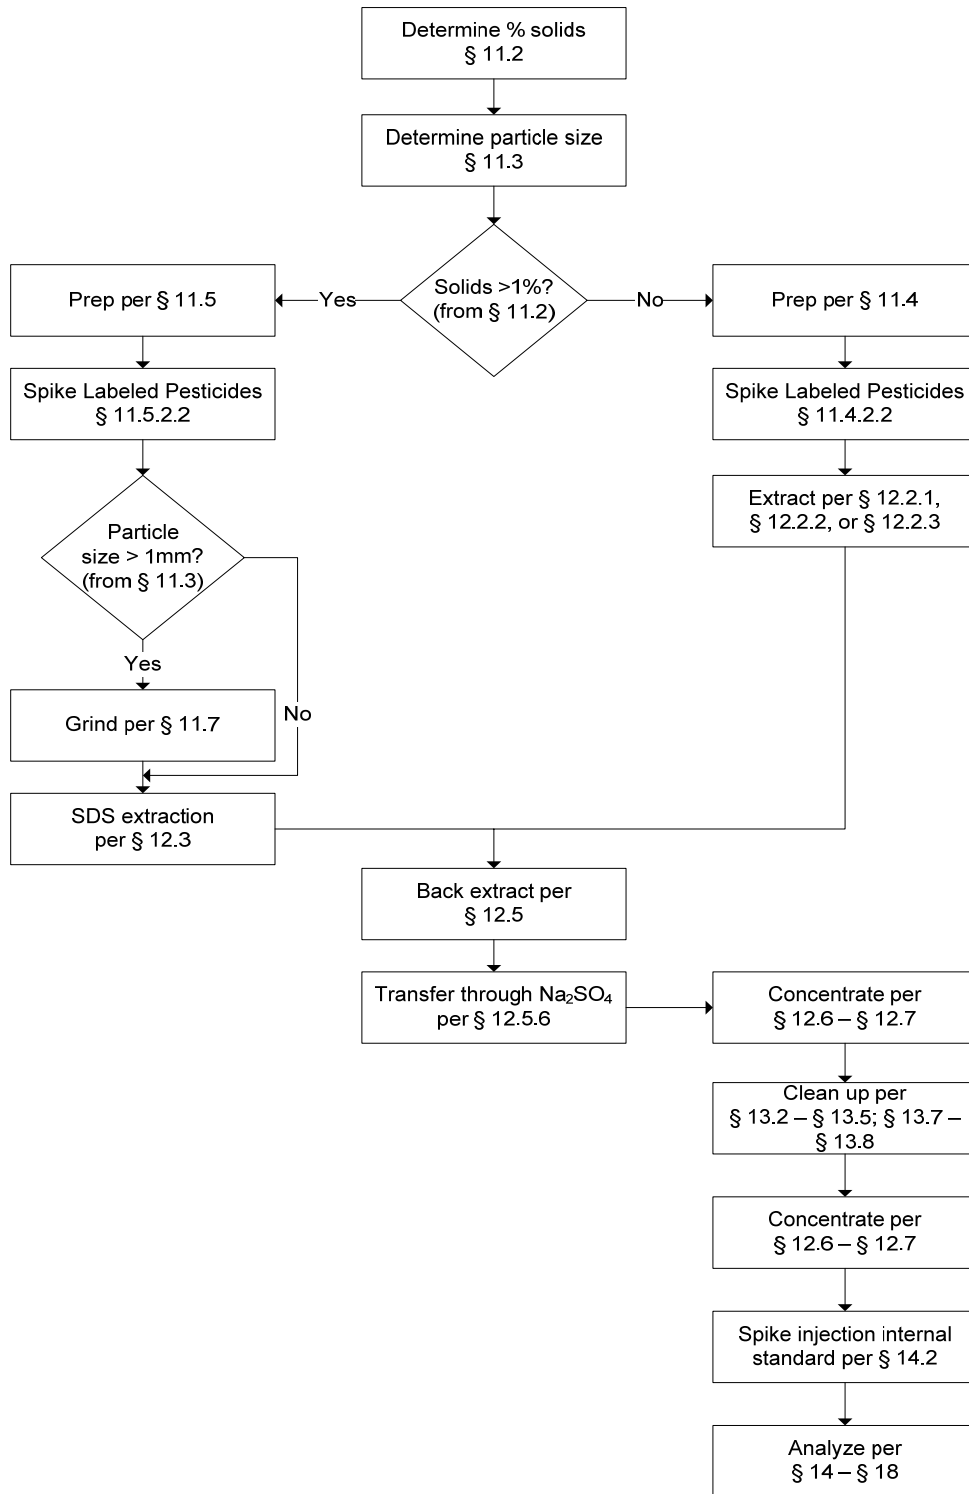 Determine % solids
§ 11.2
Determine particle size
§ 11.3
Solids >1%?
(from § 11.2)
Yes
No
Prep per § 11.5
Prep per § 11.4
Spike Labeled Pesticides
§ 11.5.2.2
Spike Labeled Pesticides
§ 11.4.2.2
Particle
size > 1mm?
(from § 11.3)
Extract per § 12.2.1,
§ 12.2.2, or § 12.2.3
Yes
No
Grind per § 11.7
SDS extraction
per § 12.3
Back extract per
§ 12.5
Transfer through Na₂SO₄
per § 12.5.6
Concentrate per
§ 12.6 – § 12.7
Clean up per
§ 13.2 – § 13.5; § 13.7 –
§ 13.8
Concentrate per
§ 12.6 – § 12.7
Spike injection internal
standard per § 14.2
Analyze per
§ 14 – § 18